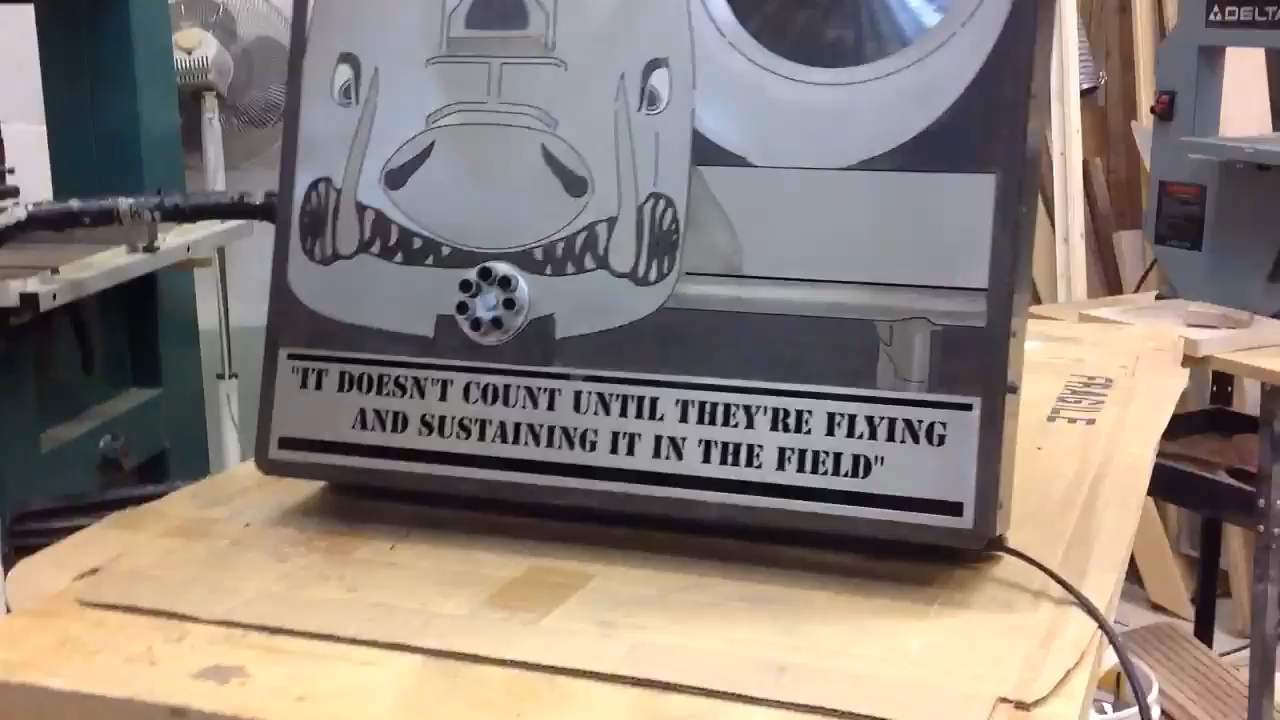 DELTA
"IT DOESN'T COUNT UNTIL THEY'RE FLYING
AND SUSTAINING IT IN THE FIELD"
FRAGILE